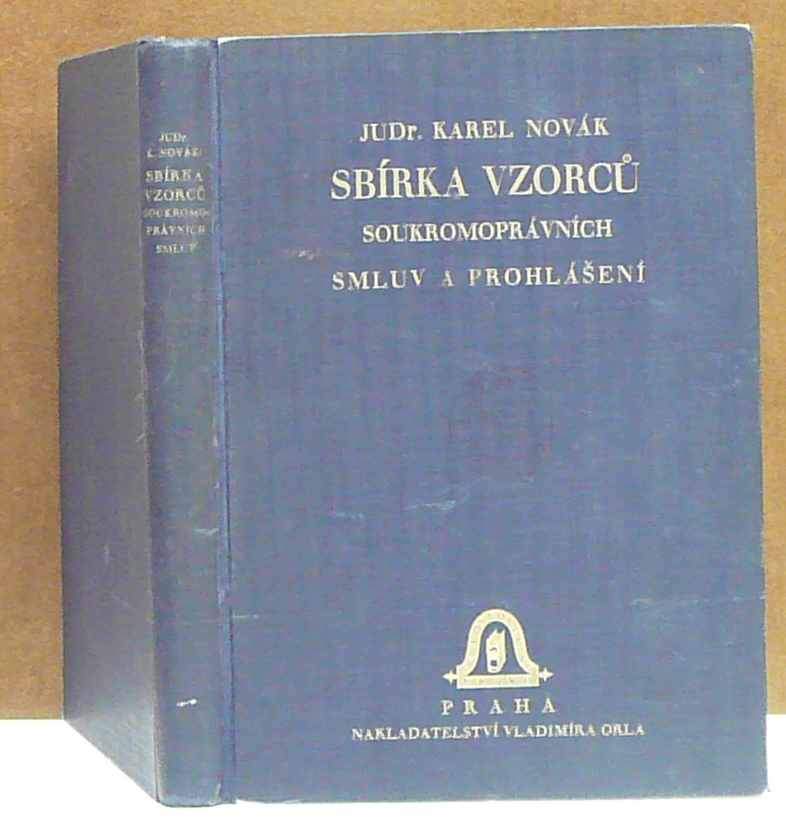 JUDr.
K. NOVÁK:
SBÍRKA
VZORCŮ
SOUKROMO-
PRÁVNÍCH
SMLUV
JUDr. KAREL NOVÁK
SBÍRKA VZORCŮ
SOUKROMOPRÁVNÍCH
SMLUV A PROHLÁŠENÍ
PRAHA
NAKLADATELSTVÍ VLADIMÍRA ORLA